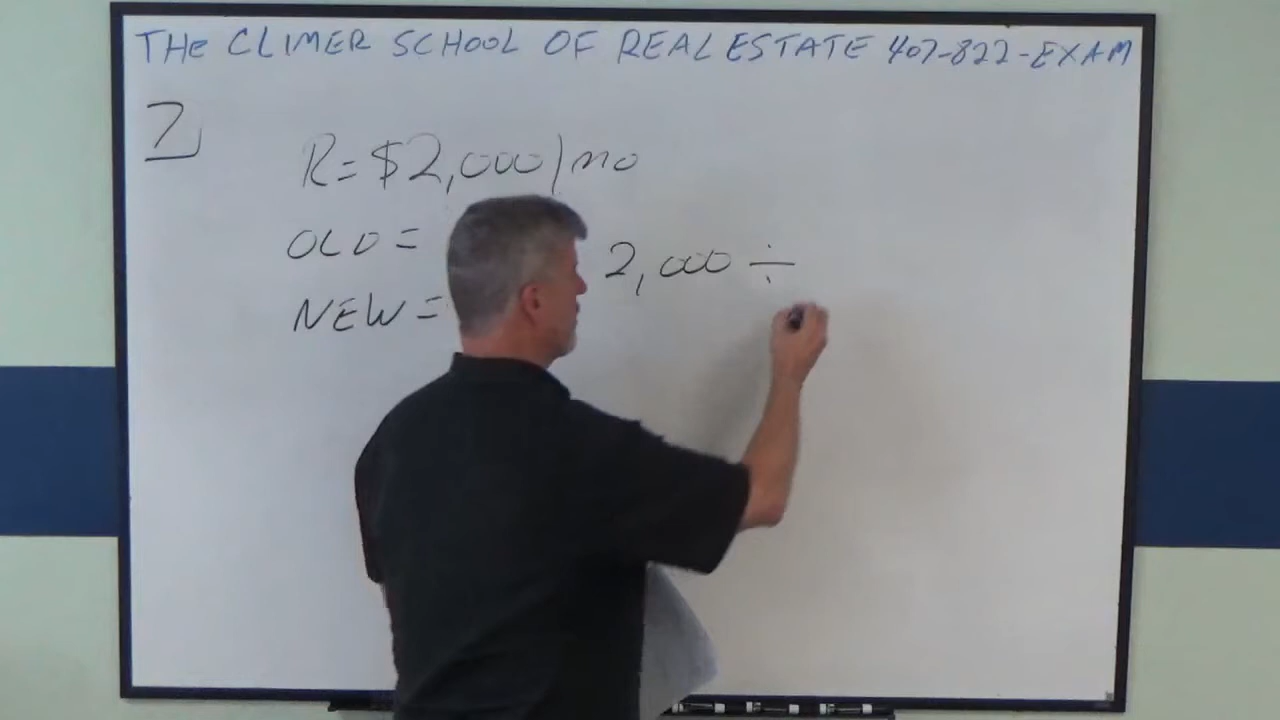 THE CLIMER SCHOOL OF REAL ESTATE 407-822-EXAM
7
R=$2,000/mo
OLD =
2,000 ÷
NEW =